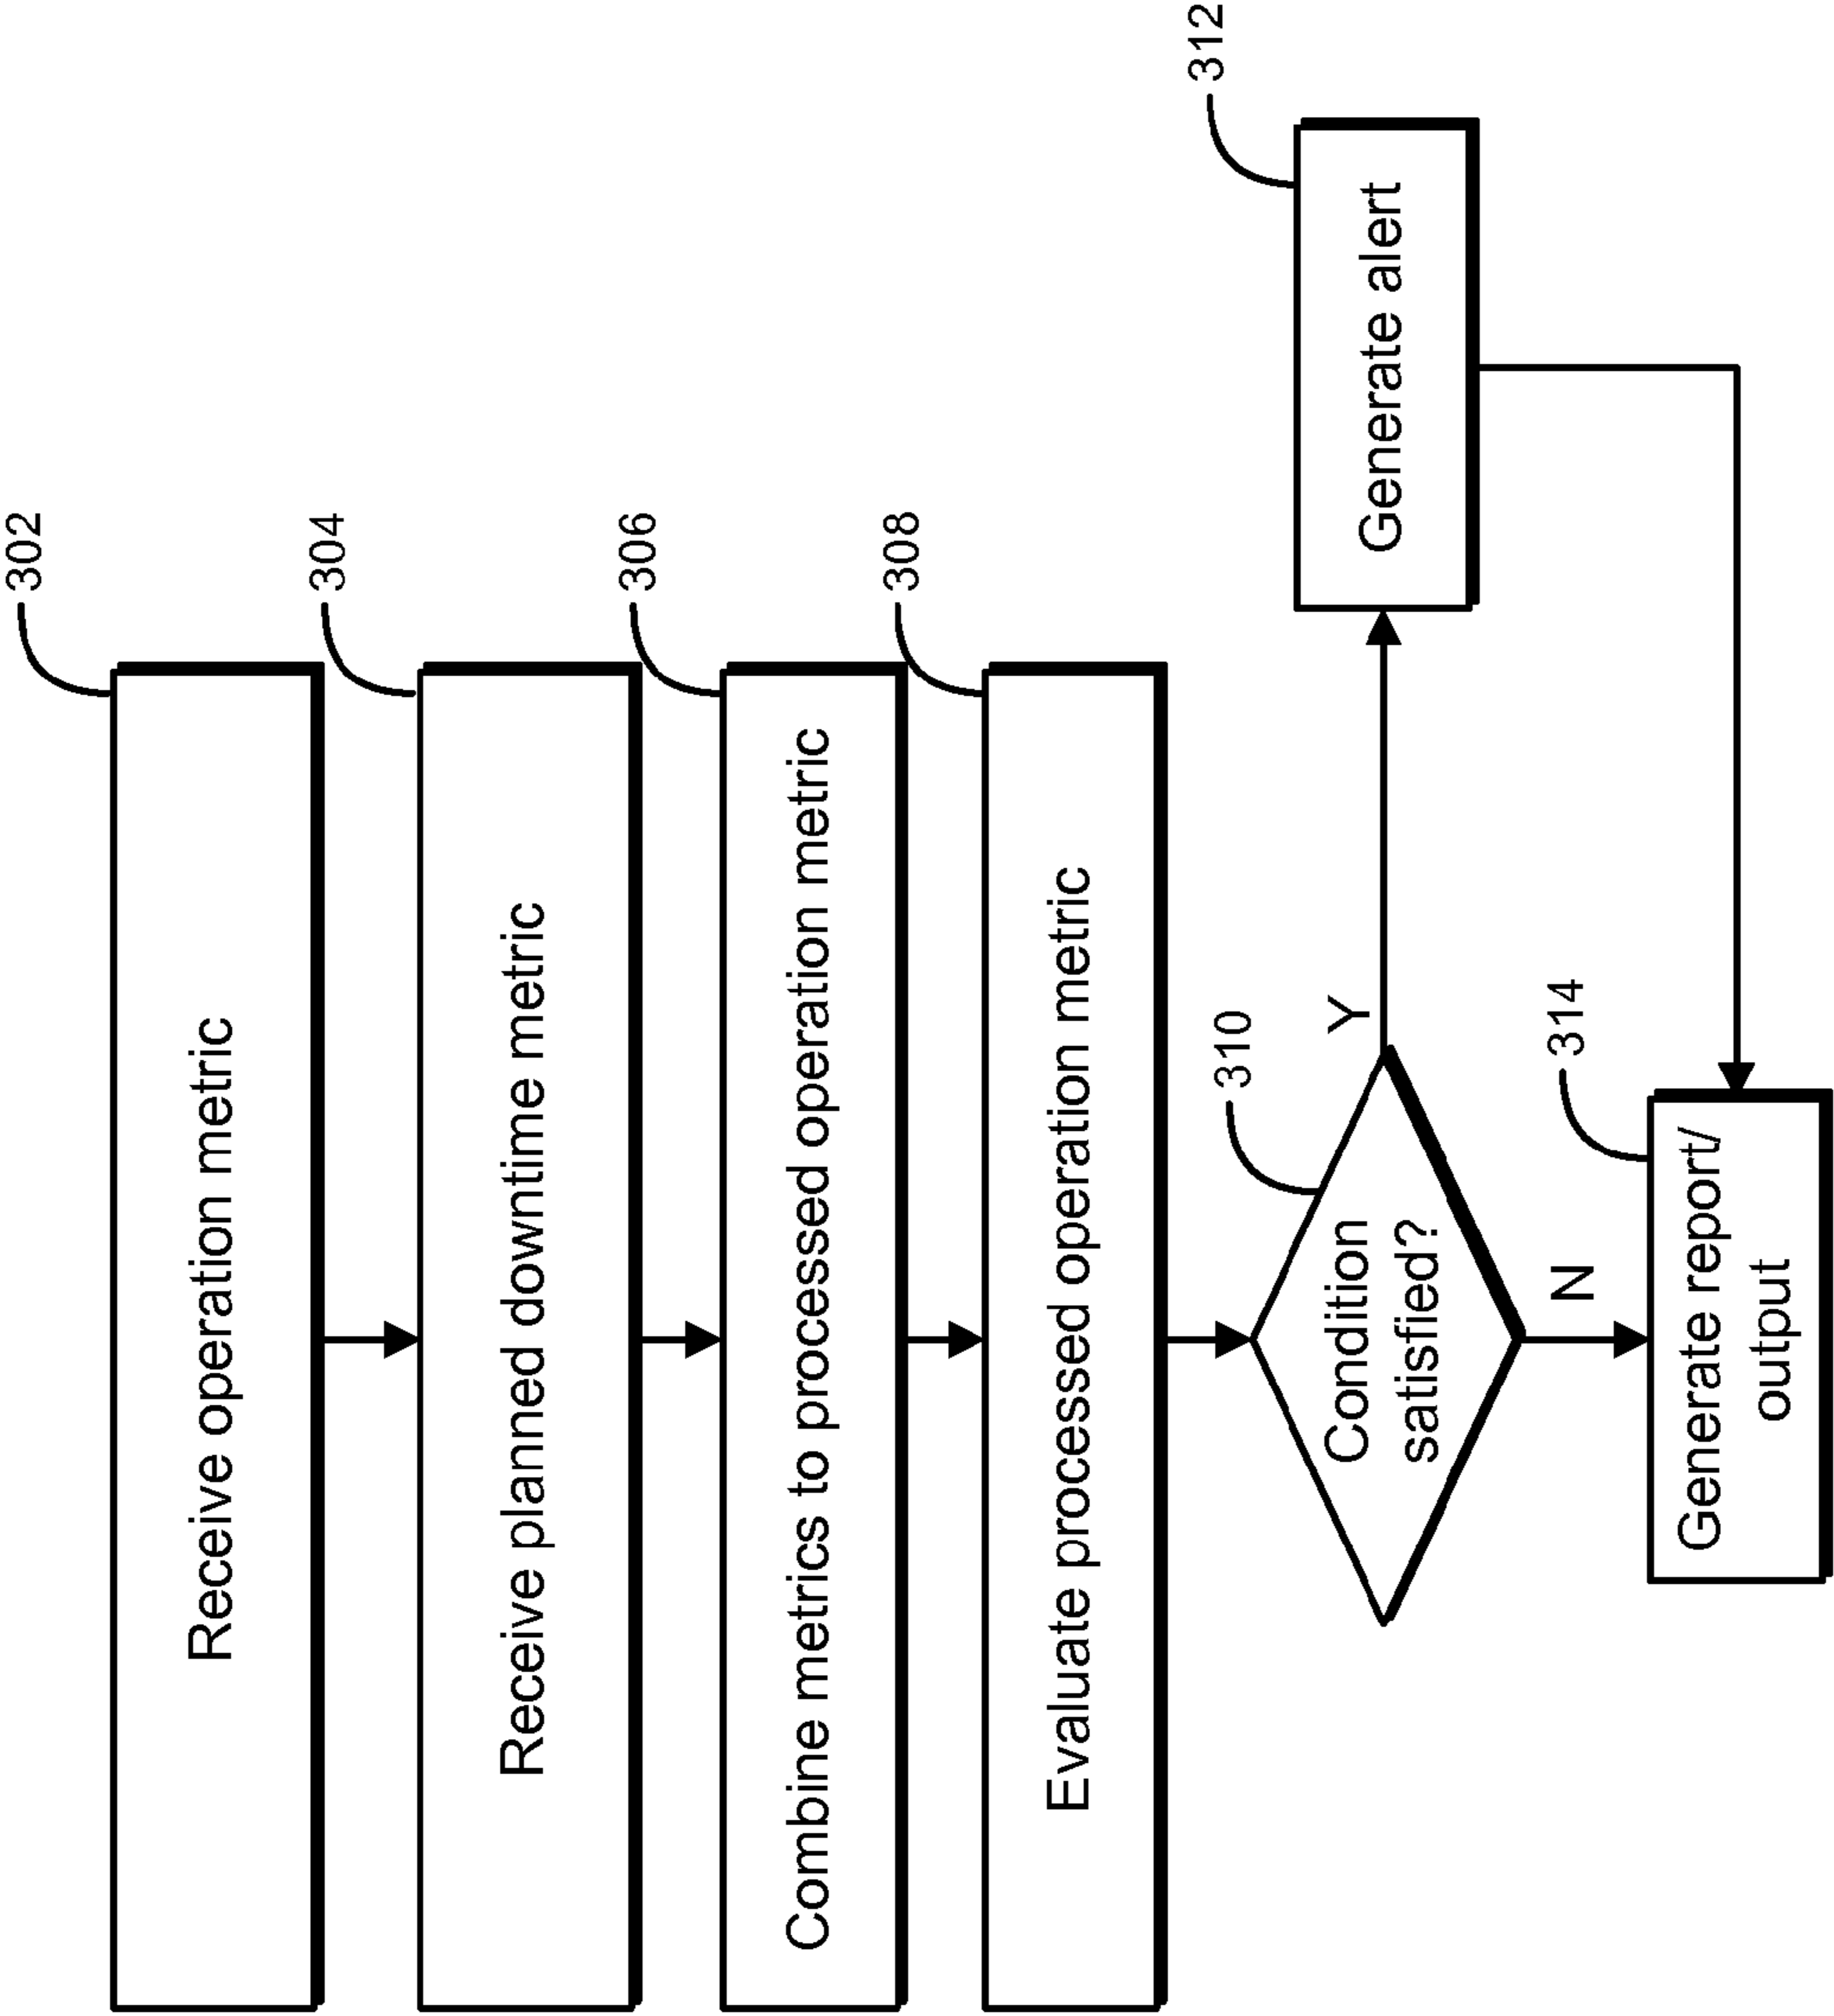 302
Receive operation metric
304
Receive planned downtime metric
306
Combine metrics to processed operation metric
308
Evaluate processed operation metric
310
Condition
satisfied?
Y
312
Generate alert
N
314
Generate report/
output